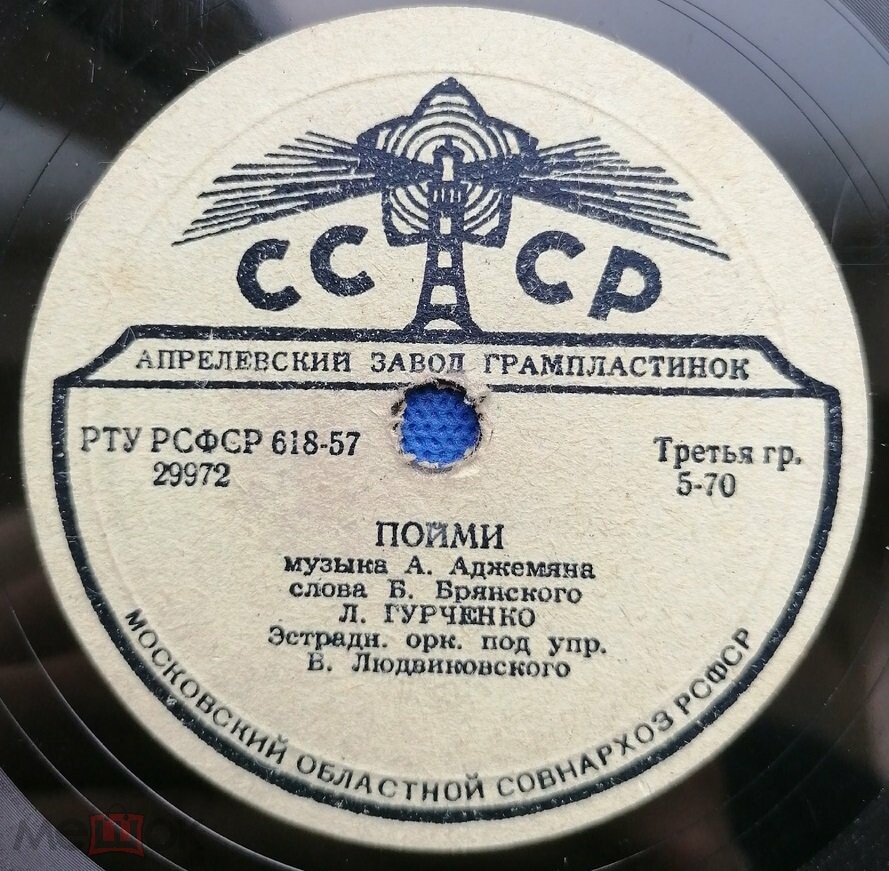 СССР
АПРЕЛЕВСКИЙ ЗАВОД ГРАМПЛАСТИНОК
РТУ РСФСР 618-57
29972
Третья гр.
5-70
ПОЙМИ
музыка А. Аджемяна
слова Б. Брянского
Л. ГУРЧЕНКО
Эстрадн. орк. под упр.
В. Людвиковского
МОСКОВСКИЙ ОБЛАСТНОЙ СОВНАРХОЗ РСФСР
Мешок